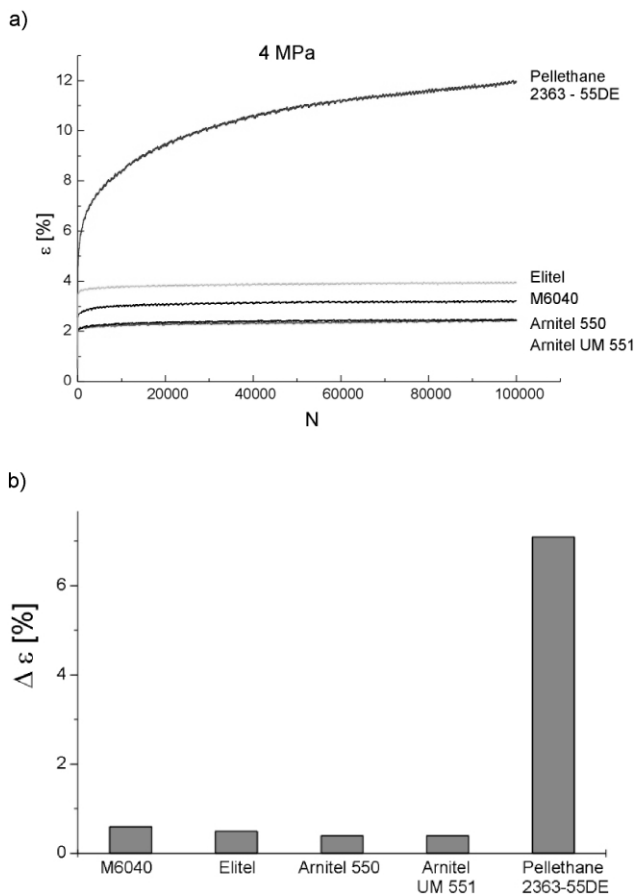 a)
4 MPa
12
10
8
6
4
2
0
ε [%]
0 20000 40000 60000 80000 100000
N
Pellethane
2363 - 55DE
Elitel
M6040
Arnitel 550
Arnitel UM 551
b)
6
4
2
0
Δ ε [%]
M6040 Elitel Arnitel 550 Arnitel Pellethane
UM 551 2363-55DE